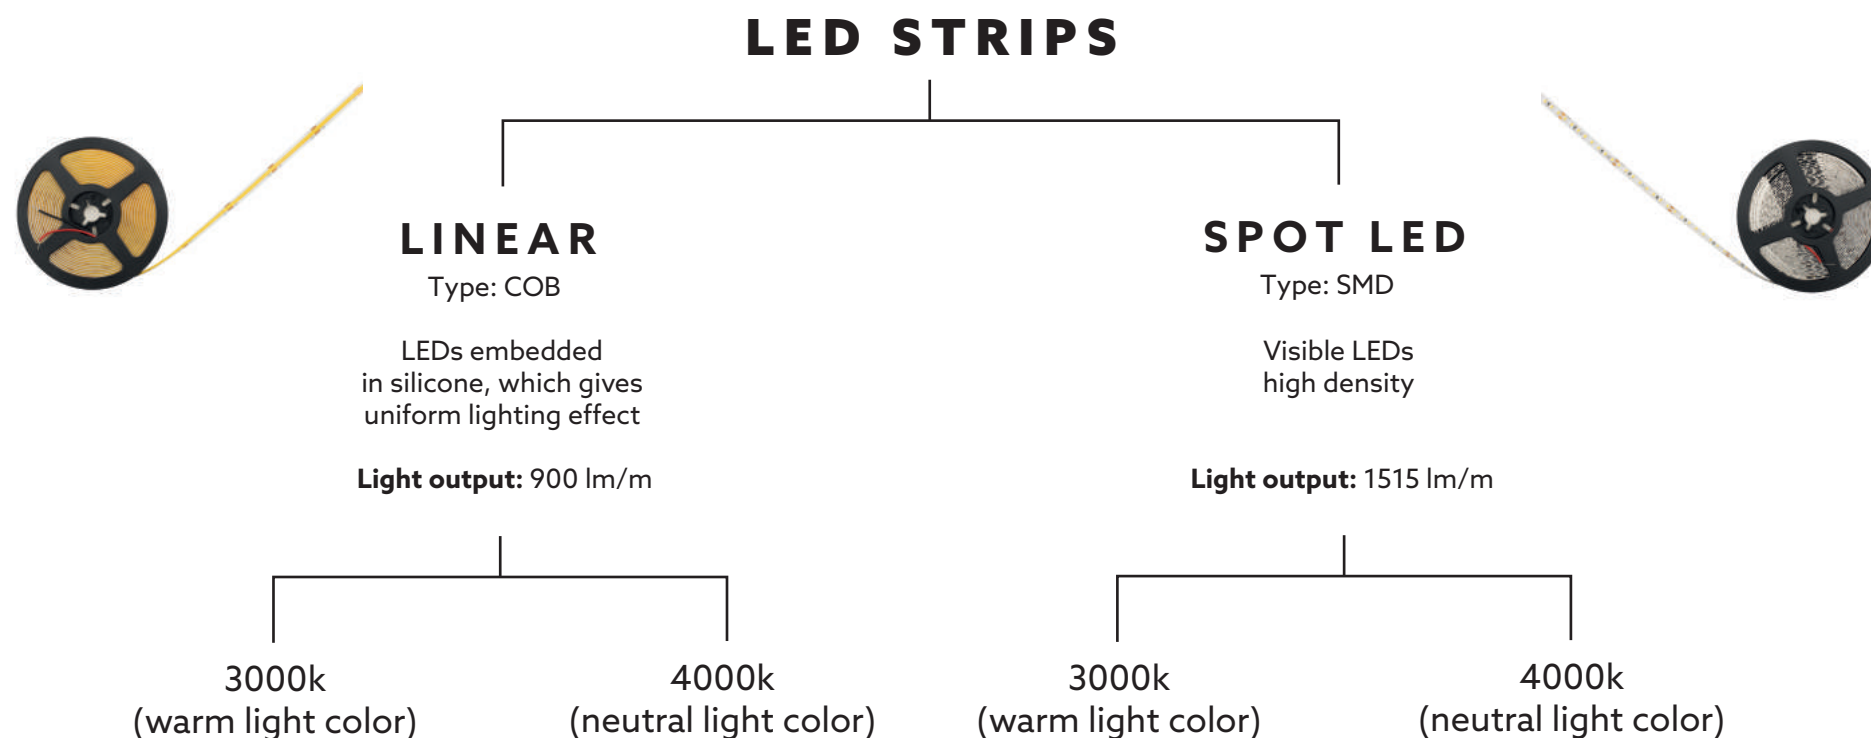 LED STRIPS
LINEAR
Type: COB
LEDs embedded
in silicone, which gives
uniform lighting effect
Light output: 900 lm/m
3000k
(warm light color)
4000k
(neutral light color)
SPOT LED
Type: SMD
Visible LEDs
high density
Light output: 1515 lm/m
3000k
(warm light color)
4000k
(neutral light color)